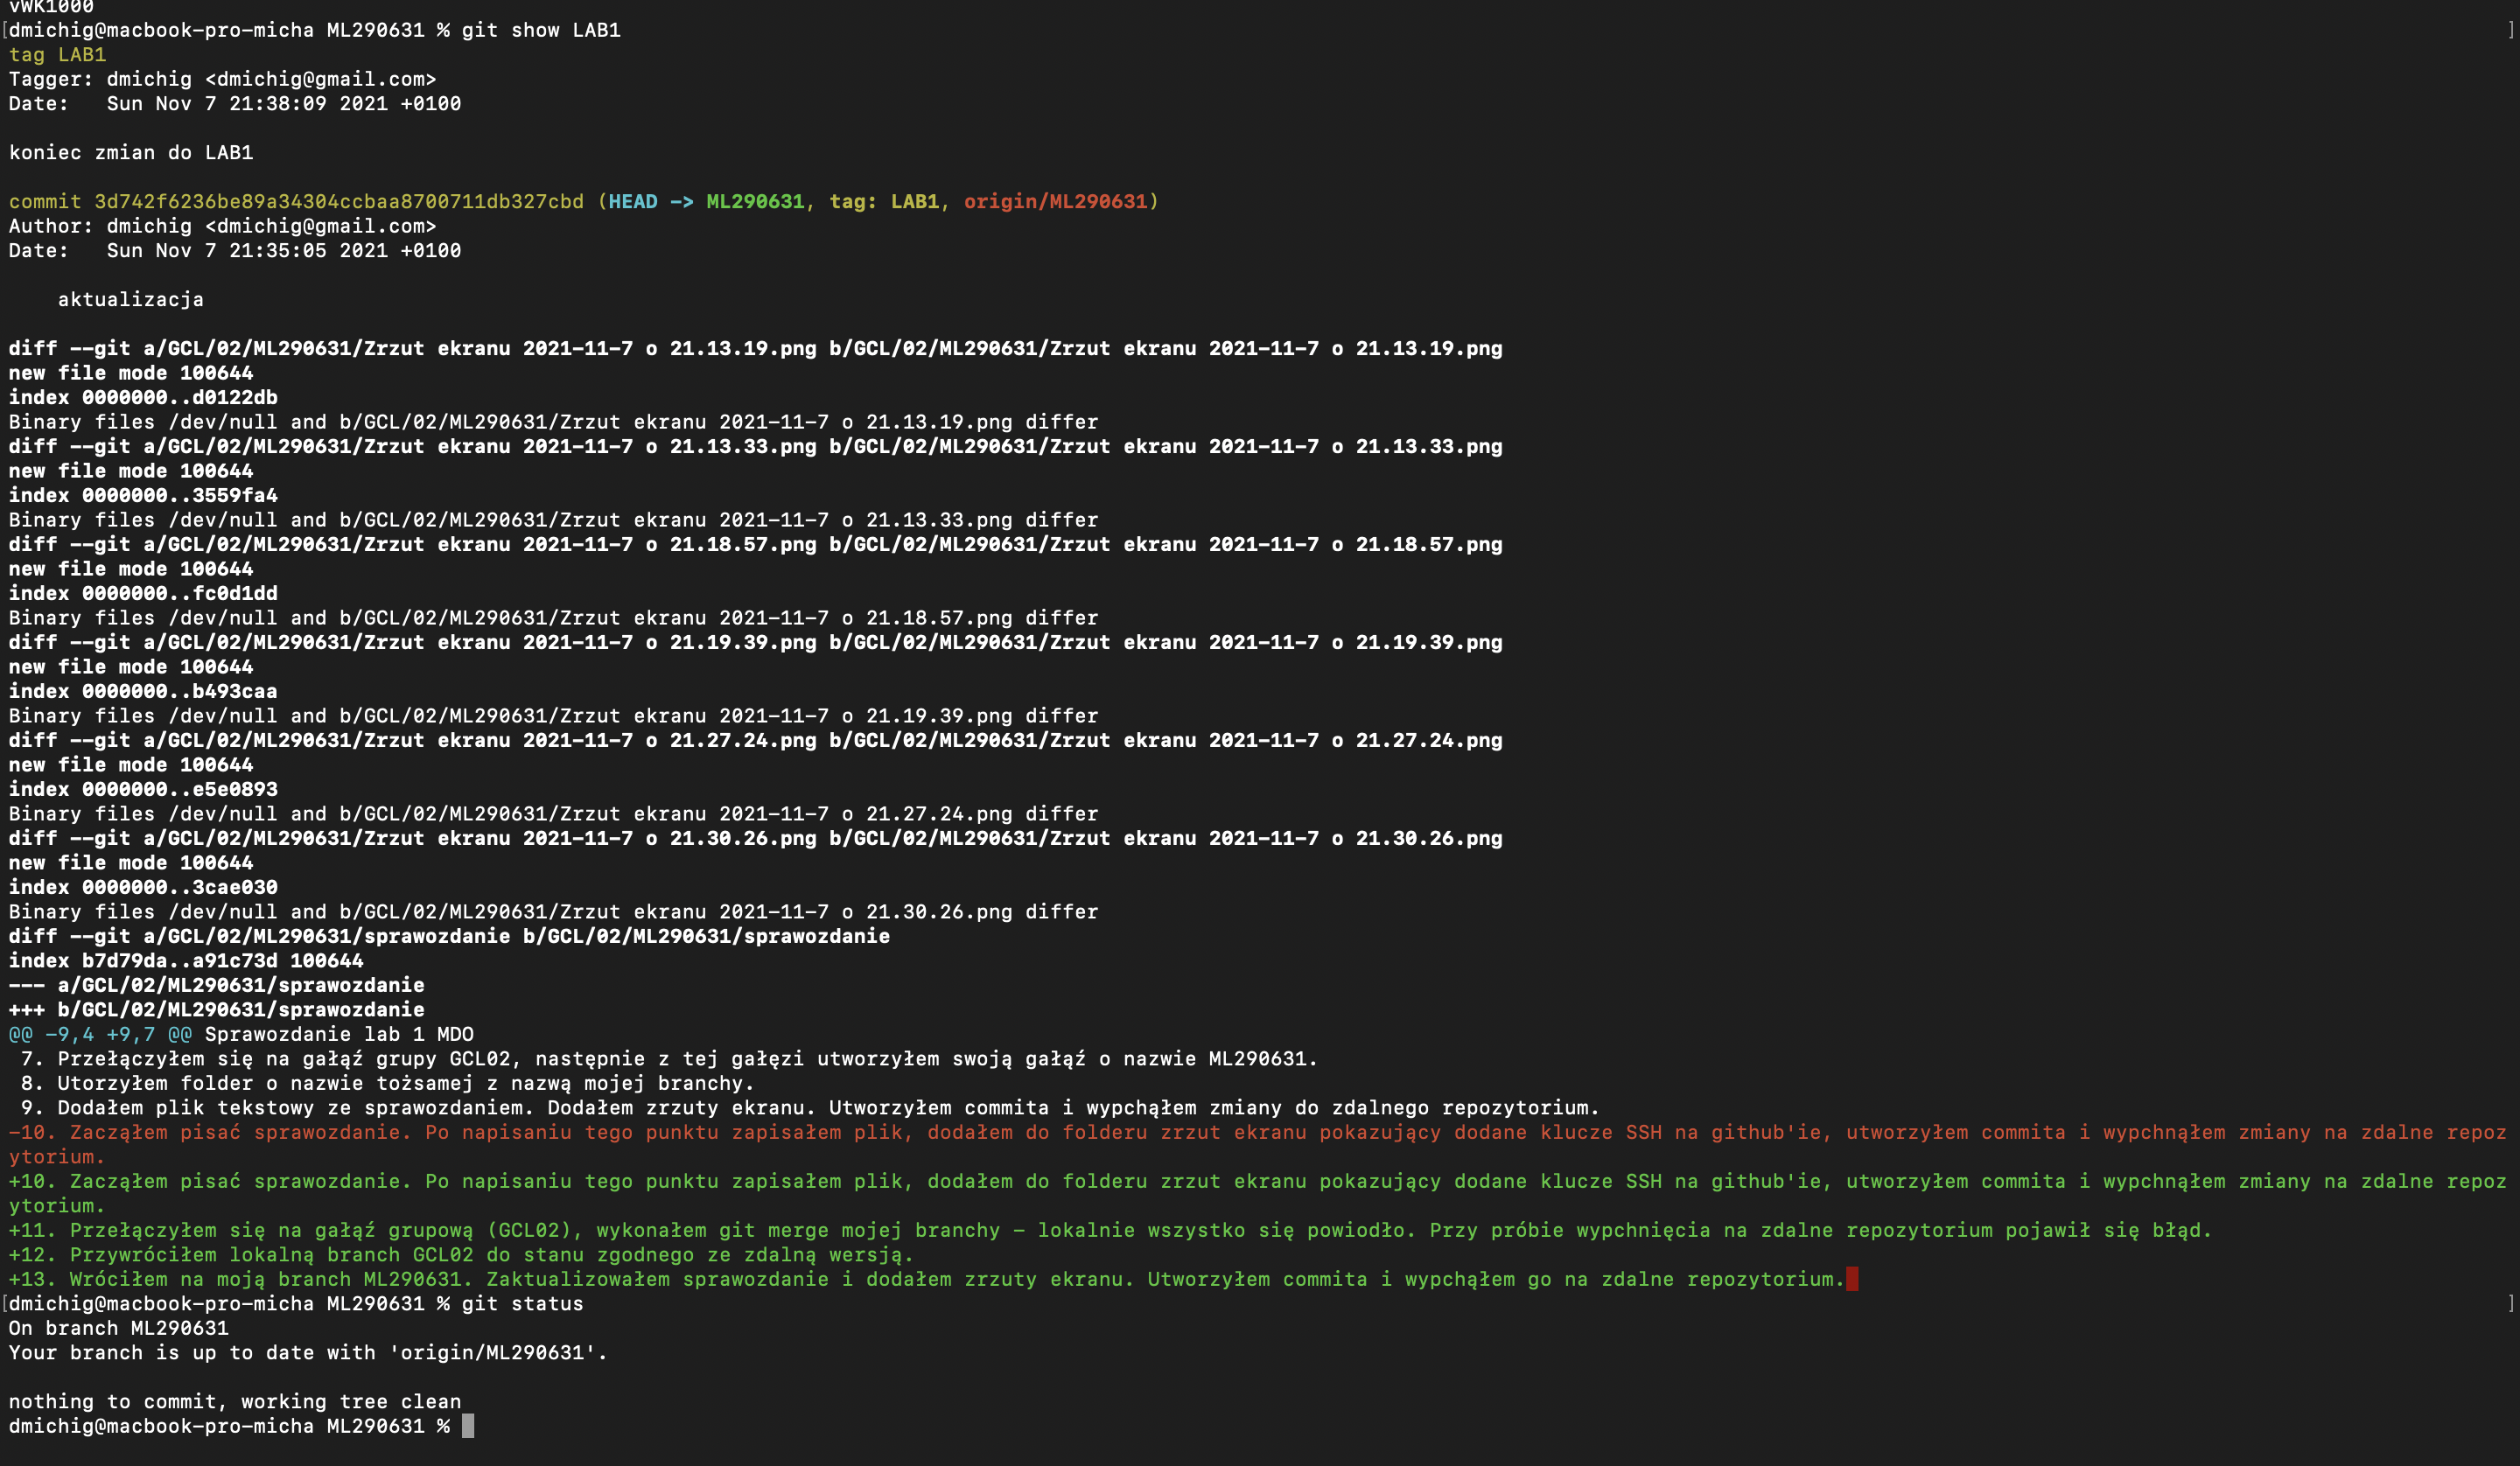 vWK1000
[dmichig@macbook-pro-micha ML290631 % git show LAB1 ]
tag LAB1
Tagger: dmichig <dmichig@gmail.com>
Date:   Sun Nov 7 21:38:09 2021 +0100

koniec zmian do LAB1

commit 3d742f6236be89a34304ccbaa8700711db327cbd (HEAD -> ML290631, tag: LAB1, origin/ML290631)
Author: dmichig <dmichig@gmail.com>
Date:   Sun Nov 7 21:35:05 2021 +0100

    aktualizacja

diff --git a/GCL/02/ML290631/Zrzut ekranu 2021-11-7 o 21.13.19.png b/GCL/02/ML290631/Zrzut ekranu 2021-11-7 o 21.13.19.png
new file mode 100644
index 0000000..d0122db
Binary files /dev/null and b/GCL/02/ML290631/Zrzut ekranu 2021-11-7 o 21.13.19.png differ
diff --git a/GCL/02/ML290631/Zrzut ekranu 2021-11-7 o 21.13.33.png b/GCL/02/ML290631/Zrzut ekranu 2021-11-7 o 21.13.33.png
new file mode 100644
index 0000000..3559fa4
Binary files /dev/null and b/GCL/02/ML290631/Zrzut ekranu 2021-11-7 o 21.13.33.png differ
diff --git a/GCL/02/ML290631/Zrzut ekranu 2021-11-7 o 21.18.57.png b/GCL/02/ML290631/Zrzut ekranu 2021-11-7 o 21.18.57.png
new file mode 100644
index 0000000..fc0d1dd
Binary files /dev/null and b/GCL/02/ML290631/Zrzut ekranu 2021-11-7 o 21.18.57.png differ
diff --git a/GCL/02/ML290631/Zrzut ekranu 2021-11-7 o 21.19.39.png b/GCL/02/ML290631/Zrzut ekranu 2021-11-7 o 21.19.39.png
new file mode 100644
index 0000000..b493caa
Binary files /dev/null and b/GCL/02/ML290631/Zrzut ekranu 2021-11-7 o 21.19.39.png differ
diff --git a/GCL/02/ML290631/Zrzut ekranu 2021-11-7 o 21.27.24.png b/GCL/02/ML290631/Zrzut ekranu 2021-11-7 o 21.27.24.png
new file mode 100644
index 0000000..e5e0893
Binary files /dev/null and b/GCL/02/ML290631/Zrzut ekranu 2021-11-7 o 21.27.24.png differ
diff --git a/GCL/02/ML290631/Zrzut ekranu 2021-11-7 o 21.30.26.png b/GCL/02/ML290631/Zrzut ekranu 2021-11-7 o 21.30.26.png
new file mode 100644
index 0000000..3cae030
Binary files /dev/null and b/GCL/02/ML290631/Zrzut ekranu 2021-11-7 o 21.30.26.png differ
diff --git a/GCL/02/ML290631/sprawozdanie b/GCL/02/ML290631/sprawozdanie
index b7d79da..a91c73d 100644
--- a/GCL/02/ML290631/sprawozdanie
+++ b/GCL/02/ML290631/sprawozdanie
@@ -9,4 +9,7 @@ Sprawozdanie lab 1 MDO
 7. Przełączyłem się na gałąź grupy GCL02, następnie z tej gałęzi utworzyłem swoją gałąź o nazwie ML290631.
 8. Utorzyłem folder o nazwie tożsamej z nazwą mojej branchy.
 9. Dodałem plik tekstowy ze sprawozdaniem. Dodałem zrzuty ekranu. Utworzyłem commita i wypchąłem zmiany do zdalnego repozytorium.
-10. Zacząłem pisać sprawozdanie. Po napisaniu tego punktu zapisałem plik, dodałem do folderu zrzut ekranu pokazujący dodane klucze SSH na github'ie, utworzyłem commita i wypchnąłem zmiany na zdalne repoz
ytorium.
+10. Zacząłem pisać sprawozdanie. Po napisaniu tego punktu zapisałem plik, dodałem do folderu zrzut ekranu pokazujący dodane klucze SSH na github'ie, utworzyłem commita i wypchnąłem zmiany na zdalne repoz
ytorium.
+11. Przełączyłem się na gałąź grupową (GCL02), wykonałem git merge mojej branchy – lokalnie wszystko się powiodło. Przy próbie wypchnięcia na zdalne repozytorium pojawił się błąd.
+12. Przywróciłem lokalną branch GCL02 do stanu zgodnego ze zdalną wersją.
+13. Wróciłem na moją branch ML290631. Zaktualizowałem sprawozdanie i dodałem zrzuty ekranu. Utworzyłem commita i wypchąłem go na zdalne repozytorium.
[dmichig@macbook-pro-micha ML290631 % git status ]
On branch ML290631
Your branch is up to date with 'origin/ML290631'.

nothing to commit, working tree clean
dmichig@macbook-pro-micha ML290631 %